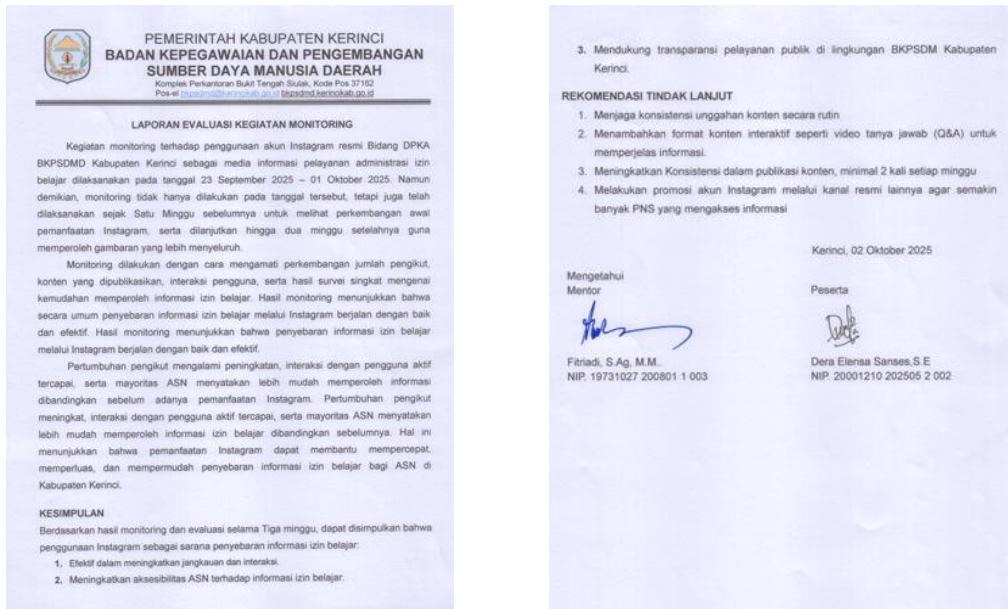 PEMERINTAH KABUPATEN KERINCI
BADAN KEPEGAWAIAN DAN PENGEMBANGAN
SUMBER DAYA MANUSIA DAERAH
Komplek Perkantoran Bukit Tengah Siulak, Kode Pos 37162
Pos-el bkpsdmd@kerincikab.go.id bkpsdmd.kerincikab.go.id
LAPORAN EVALUASI KEGIATAN MONITORING
Kegiatan monitoring terhadap penggunaan akun Instagram resmi Bidang DPKA
BKPSDMD Kabupaten Kerinci sebagai media informasi pelayanan administrasi izin
belajar dilaksanakan pada tanggal 23 September 2025 – 01 Oktober 2025. Namun
demikian, monitoring tidak hanya dilakukan pada tanggal tersebut, tetapi juga telah
dilaksanakan sejak Satu Minggu sebelumnya untuk melihat perkembangan awal
pemanfaatan Instagram, serta dilanjutkan hingga dua minggu setelahnya guna
memperoleh gambaran yang lebih menyeluruh.
Monitoring dilakukan dengan cara mengamati perkembangan jumlah pengikut,
konten yang dipublikasikan, interaksi pengguna, serta hasil survei singkat mengenai
kemudahan memperoleh informasi izin belajar. Hasil monitoring menunjukkan bahwa
secara umum penyebaran informasi izin belajar melalui Instagram berjalan dengan baik
dan efektif. Hasil monitoring menunjukkan bahwa penyebaran informasi izin belajar
melalui Instagram berjalan dengan baik dan efektif.
Pertumbuhan pengikut mengalami peningkatan, interaksi dengan pengguna aktif
tercapai, serta mayoritas ASN menyatakan lebih mudah memperoleh informasi
dibandingkan sebelum adanya pemanfaatan Instagram. Pertumbuhan pengikut
meningkat, interaksi dengan pengguna aktif tercapai, serta mayoritas ASN menyatakan
lebih mudah memperoleh informasi izin belajar dibandingkan sebelumnya. Hal ini
menunjukkan bahwa pemanfaatan Instagram dapat membantu mempercepat,
memperluas, dan mempermudah penyebaran informasi izin belajar bagi ASN di
Kabupaten Kerinci.
KESIMPULAN
Berdasarkan hasil monitoring dan evaluasi selama Tiga minggu, dapat disimpulkan bahwa
penggunaan Instagram sebagai sarana penyebaran informasi izin belajar:
1. Efektif dalam meningkatkan jangkauan dan interaksi.
2. Meningkatkan aksesibilitas ASN terhadap informasi izin belajar.
3. Mendukung transparansi pelayanan publik di lingkungan BKPSDM Kabupaten
Kerinci.
REKOMENDASI TINDAK LANJUT
1. Menjaga konsistensi unggahan konten secara rutin
2. Menambahkan format konten interaktif seperti video tanya jawab (Q&A) untuk
memperjelas informasi.
3. Meningkatkan Konsistensi dalam publikasi konten, minimal 2 kali setiap minggu
4. Melakukan promosi akun Instagram melalui kanal resmi lainnya agar semakin
banyak PNS yang mengakses informasi
Kerinci, 02 Oktober 2025
Mengetahui
Mentor
Peserta
Fitriadi, S.Ag, M.M.
NIP. 19731027 200801 1 003
Dera Elensa Sanses,S.E
NIP. 20001210 202505 2 002